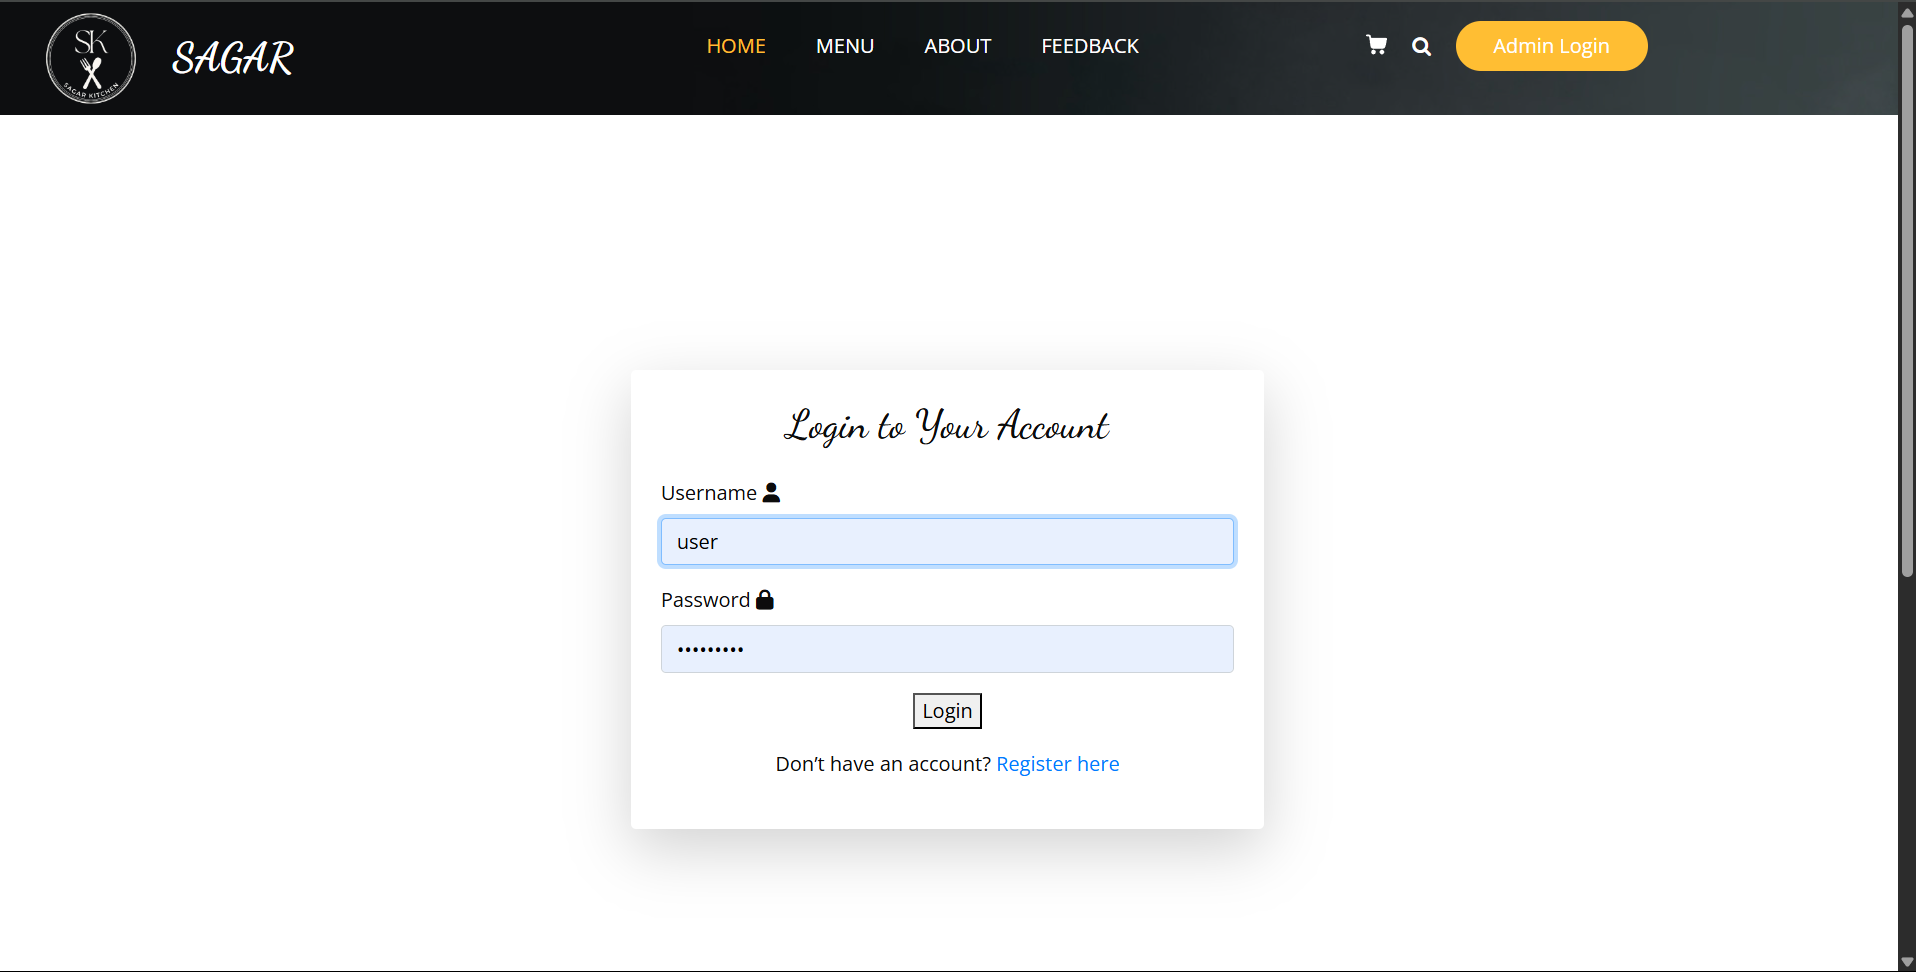 SK
SAGAR KITCHEN
SAGAR
HOME MENU ABOUT FEEDBACK
Admin Login
Login to Your Account
Username
user
Password
•••••••••
Login
Don’t have an account? Register here